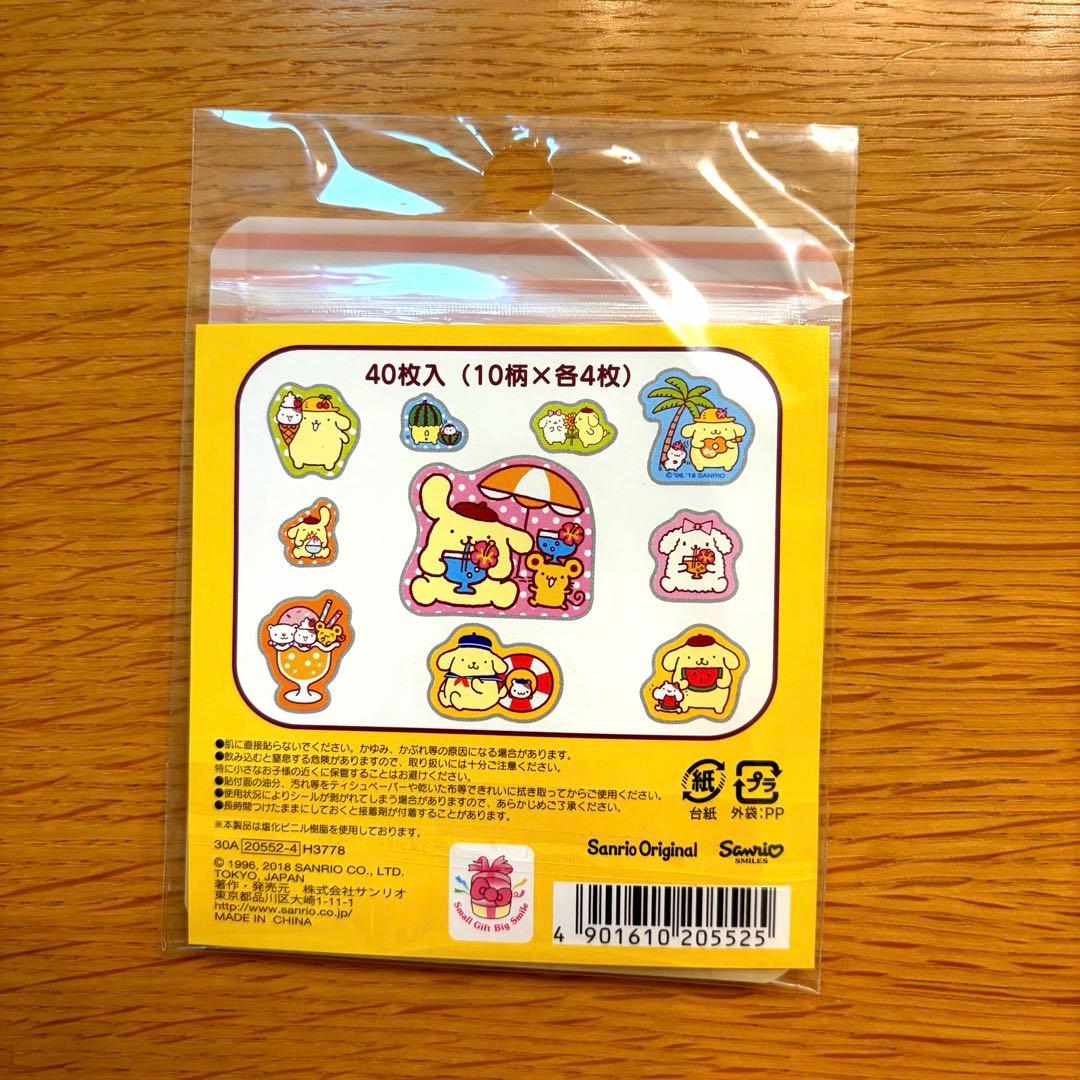 40枚入（10柄×各4枚）
©'96,'18 SANRIO
●肌に直接貼らないでください。かゆみ、かぶれ等の原因になる場合があります。
●飲み込むと窒息する危険がありますので、取り扱いには十分ご注意ください。
特に小さなお子様の近くに保管することはお避けください。
●貼付面の油分、汚れ等をティシュペーパーや乾いた布等できれいに拭き取ってからご使用ください。
●使用状況によりシールが剥がれてしまう場合がありますので、あらかじめご了承ください。
●長時間つけたままにしておくと接着剤が付着することがあります。
※本製品は塩化ビニル樹脂を使用しております。
30A 20552-4 H3778
© 1996, 2018 SANRIO CO., LTD.
TOKYO, JAPAN
著作・発売元 株式会社サンリオ
東京都品川区大崎1-11-1
http://www.sanrio.co.jp/
MADE IN CHINA
紙
台紙
プラ
外袋:PP
Sanrio Original
Sanrio
SMILES
Small Gift Big Smile
4 901610 205525